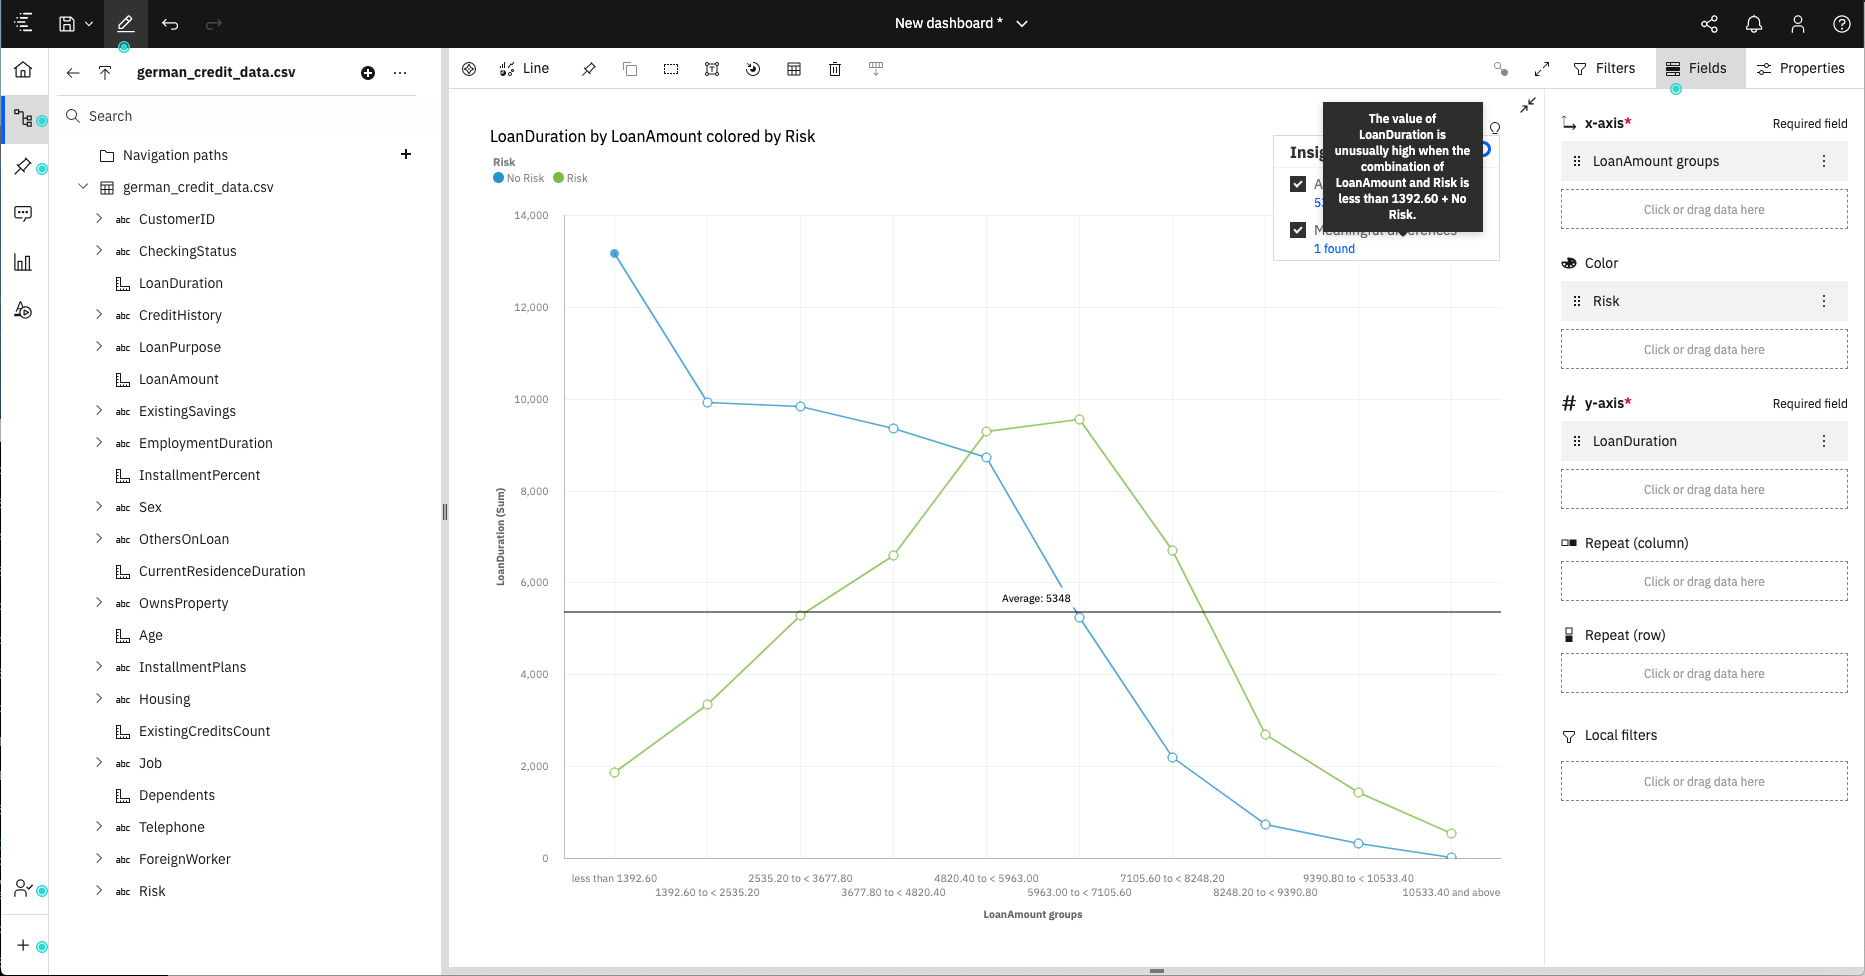 New dashboard *
german_credit_data.csv
Line
Filters
Fields
Properties
Search
Navigation paths
german_credit_data.csv
abc CustomerID
abc CheckingStatus
LoanDuration
abc CreditHistory
abc LoanPurpose
LoanAmount
abc ExistingSavings
abc EmploymentDuration
InstallmentPercent
abc Sex
abc OthersOnLoan
CurrentResidenceDuration
abc OwnsProperty
Age
abc InstallmentPlans
abc Housing
ExistingCreditsCount
abc Job
Dependents
abc Telephone
abc ForeignWorker
abc Risk
LoanDuration by LoanAmount colored by Risk
Risk
No Risk Risk
The value of
LoanDuration is
unusually high when the
combination of
LoanAmount and Risk is
less than 1392.60 + No
Risk.
Meaningful differences
1 found
14,000
12,000
10,000
8,000
6,000
4,000
2,000
0
LoanDuration (Sum)
Average: 5348
less than 1392.60
1392.60 to < 2535.20
2535.20 to < 3677.80
3677.80 to < 4820.40
4820.40 to < 5963.00
5963.00 to < 7105.60
7105.60 to < 8248.20
8248.20 to < 9390.80
9390.80 to < 10533.40
10533.40 and above
LoanAmount groups
x-axis* Required field
LoanAmount groups
Click or drag data here
Color
Risk
Click or drag data here
# y-axis* Required field
LoanDuration
Click or drag data here
Repeat (column)
Click or drag data here
Repeat (row)
Click or drag data here
Local filters
Click or drag data here